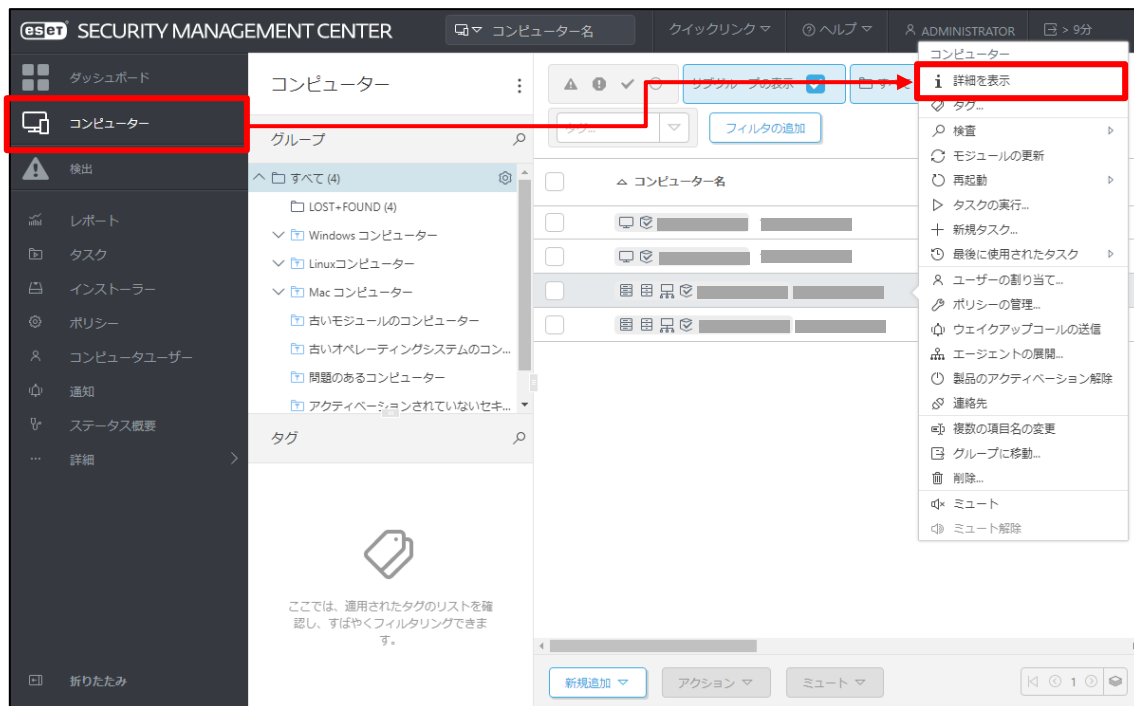 eset SECURITY MANAGEMENT CENTER
コンピューター名
クイックリンク
ヘルプ
ADMINISTRATOR
> 9分
ダッシュボード
コンピューター
検出
レポート
タスク
インストーラー
ポリシー
コンピュータユーザー
通知
ステータス概要
詳細
折りたたみ
コンピューター
グループ
すべて (4)
LOST+FOUND (4)
Windows コンピューター
Linuxコンピューター
Mac コンピューター
古いモジュールのコンピューター
古いオペレーティングシステムのコン...
問題のあるコンピューター
アクティベーションされていないセキ...
タグ
ここでは、適用されたタグのリストを確
認し、すばやくフィルタリングできま
す。
サブグループの表示
すべて
タグ...
フィルタの追加
コンピューター名
新規追加
アクション
ミュート
1
コンピューター
詳細を表示
タグ...
検査
モジュールの更新
再起動
タスクの実行...
新規タスク...
最後に使用されたタスク
ユーザーの割り当て...
ポリシーの管理...
ウェイクアップコールの送信
エージェントの展開...
製品のアクティベーション解除
連絡先
複数の項目名の変更
グループに移動...
削除...
ミュート
ミュート解除